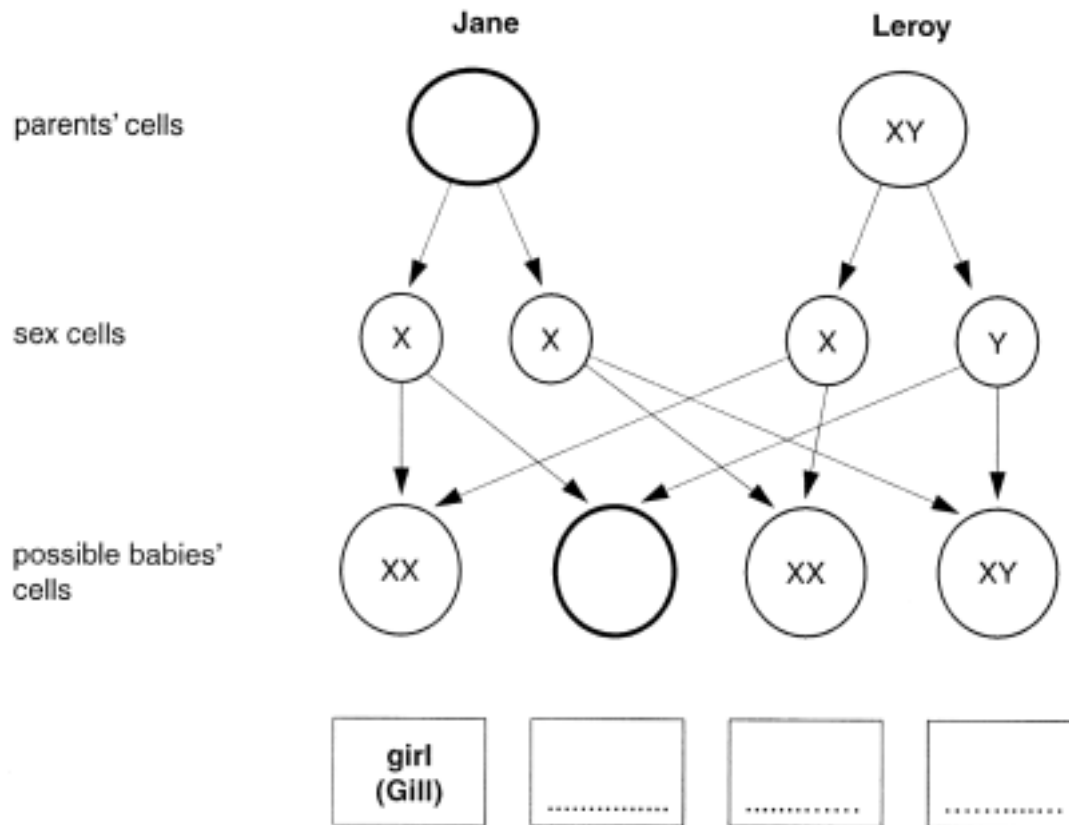 Jane Leroy
parents' cells XY
sex cells X X X Y
possible babies'
cells
XX XX XY
girl
(Gill)